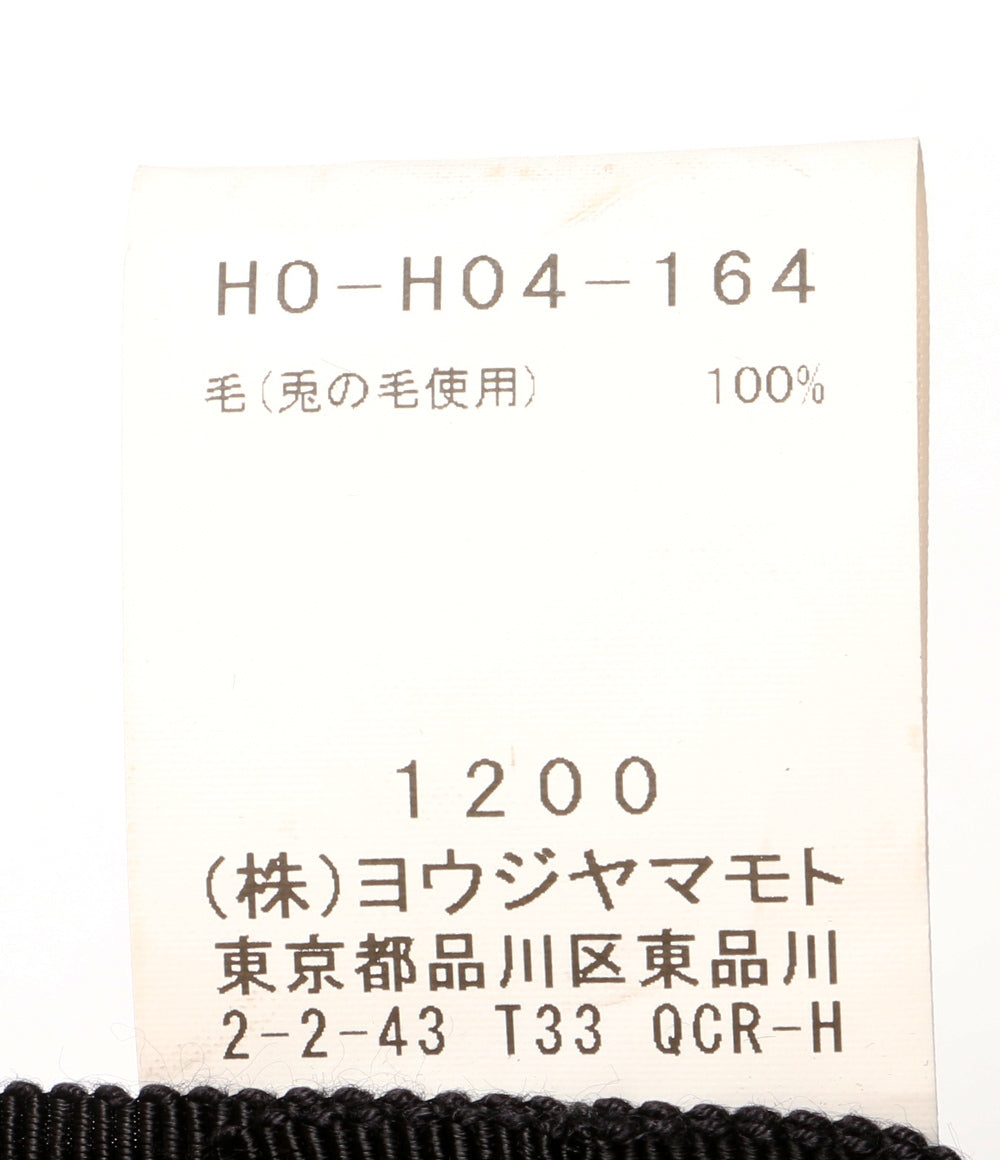 HO-H04-164
毛(兎の毛使用) 100%
1200
(株)ヨウジヤマモト
東京都品川区東品川
2-2-43 T33 QCR-H